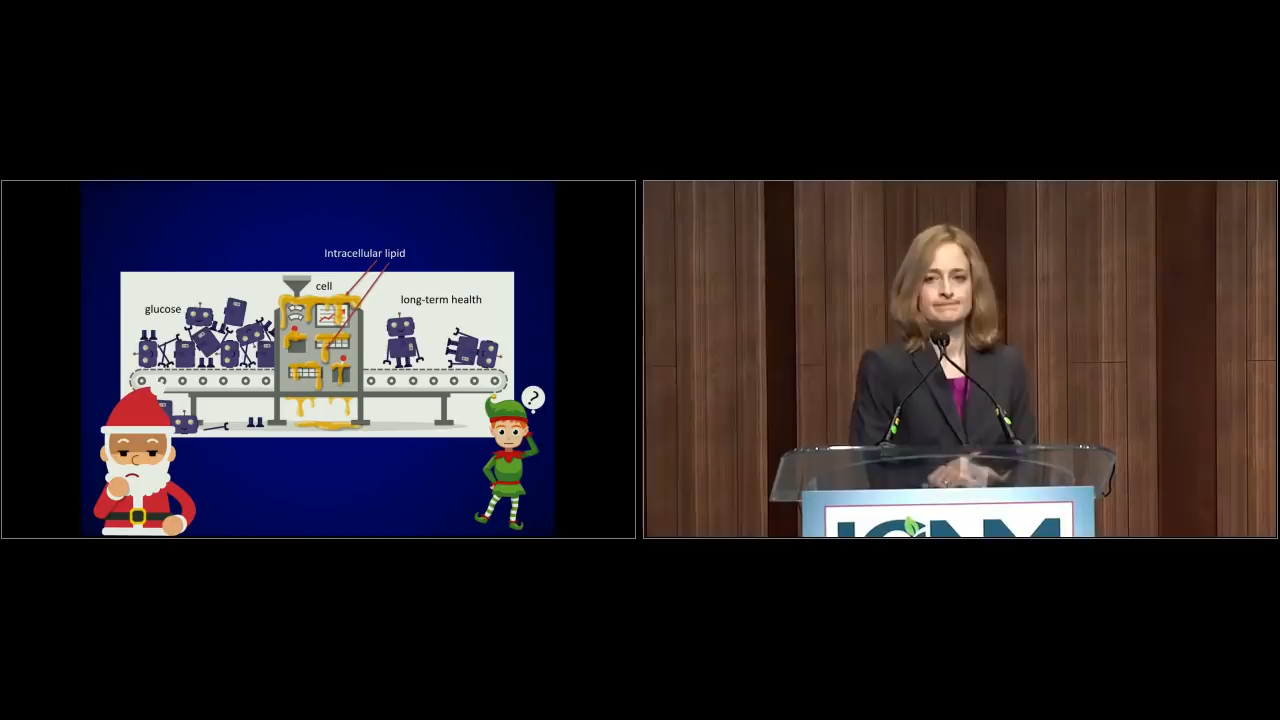 Intracellular lipid
cell
glucose
long-term health
?